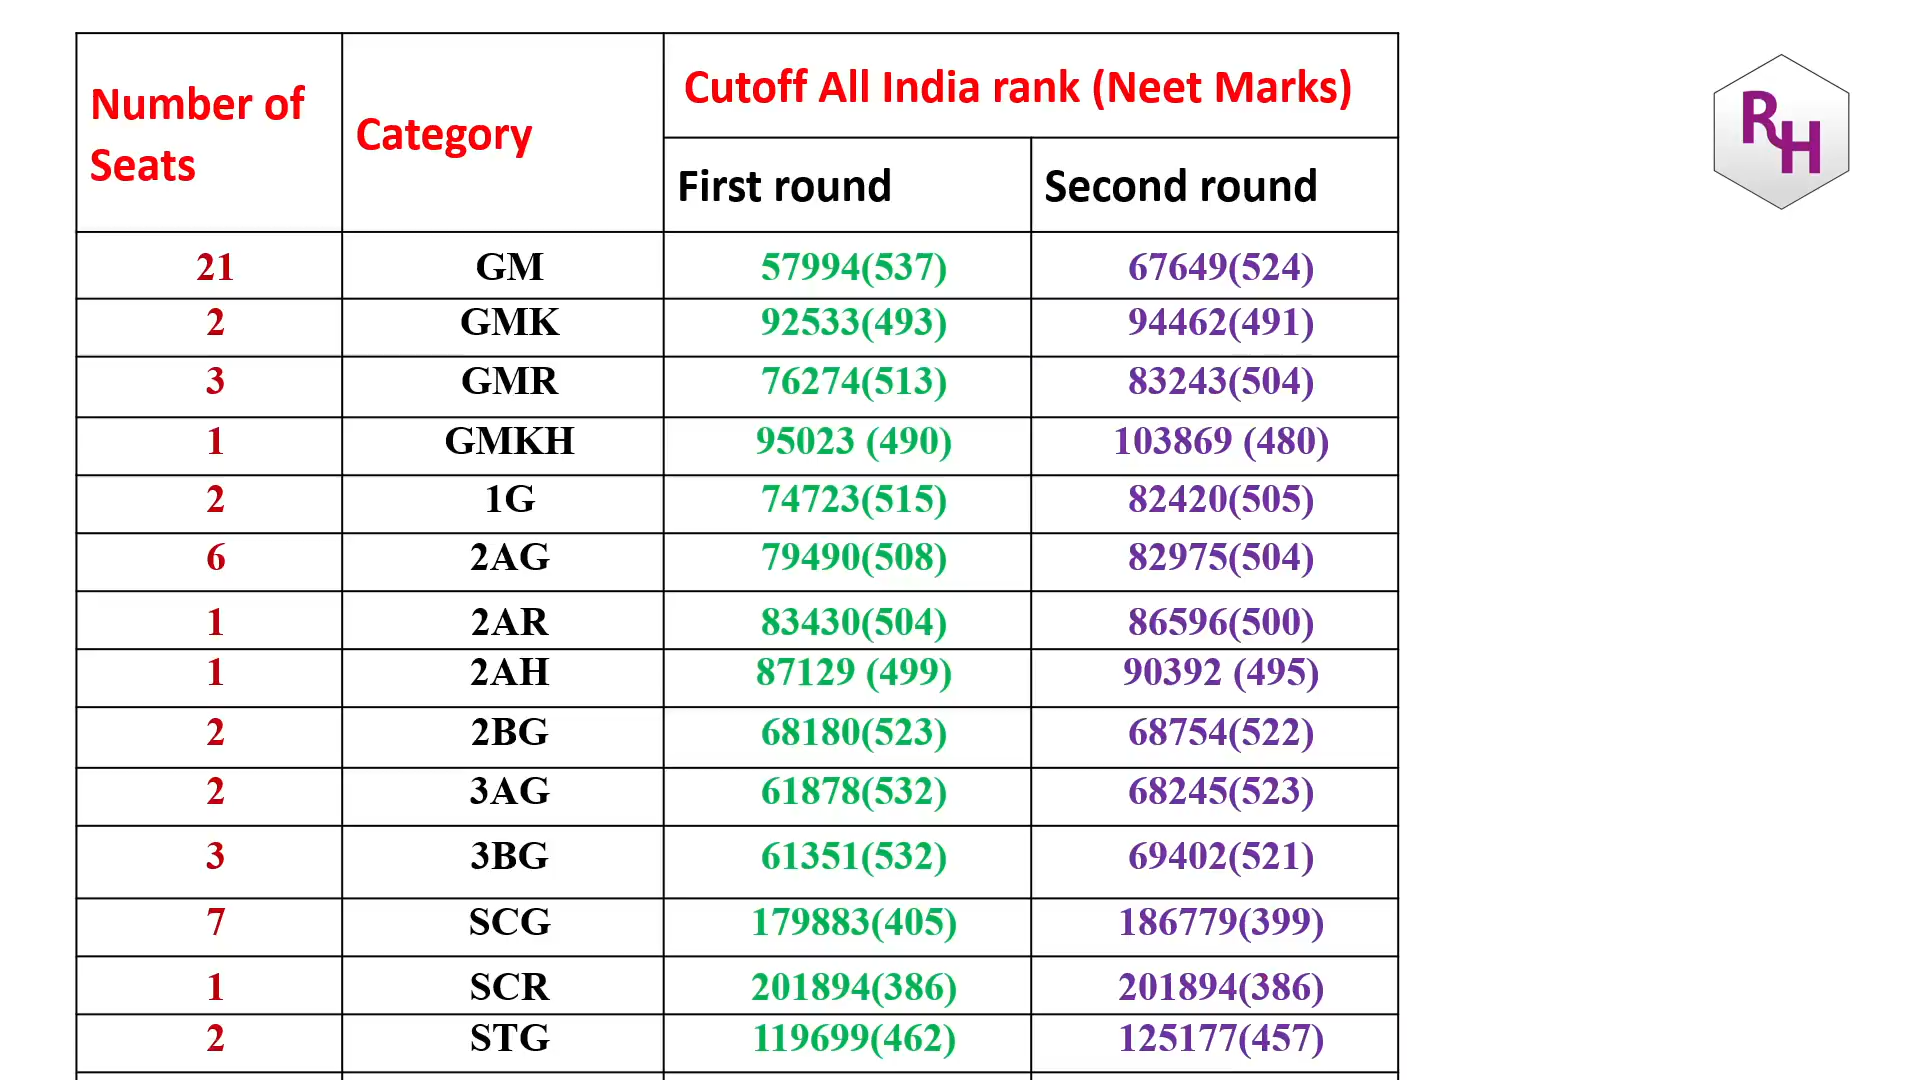 Number of Seats Category Cutoff All India rank (Neet Marks)
First round Second round
21 GM 57994(537) 67649(524)
2 GMK 92533(493) 94462(491)
3 GMR 76274(513) 83243(504)
1 GMKH 95023 (490) 103869 (480)
2 1G 74723(515) 82420(505)
6 2AG 79490(508) 82975(504)
1 2AR 83430(504) 86596(500)
1 2AH 87129 (499) 90392 (495)
2 2BG 68180(523) 68754(522)
2 3AG 61878(532) 68245(523)
3 3BG 61351(532) 69402(521)
7 SCG 179883(405) 186779(399)
1 SCR 201894(386) 201894(386)
2 STG 119699(462) 125177(457)
RH